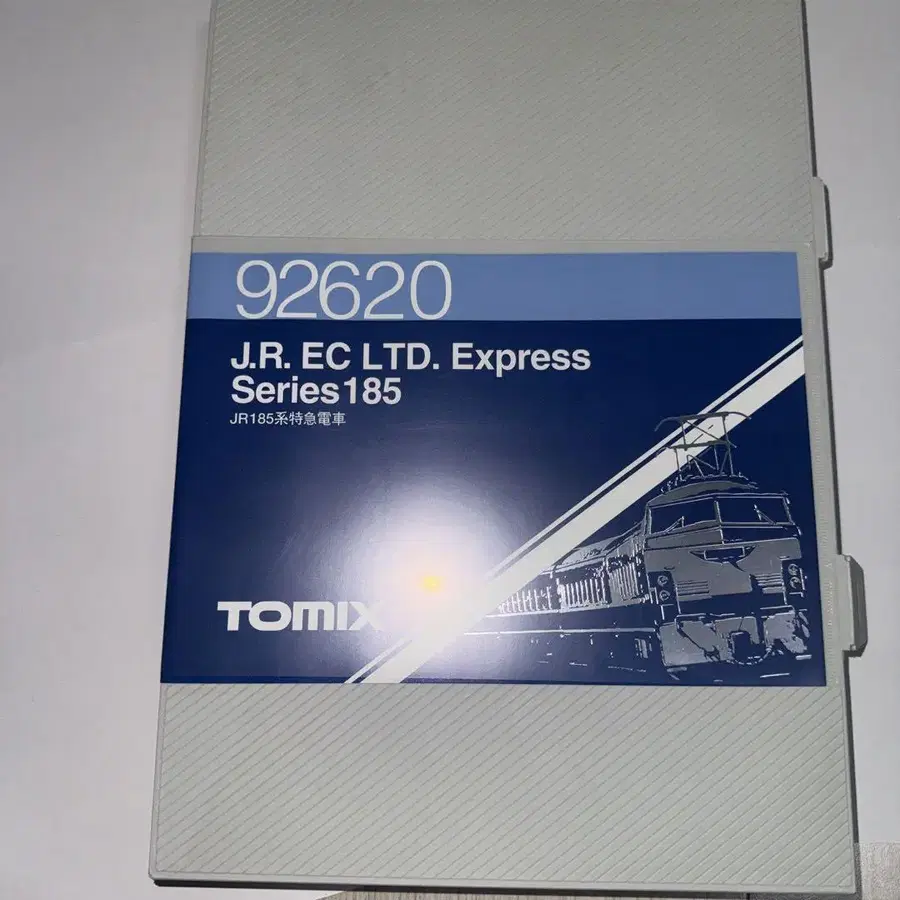 92620
J.R. EC LTD. Express
Series185
JR185系特急電車
TOMIX